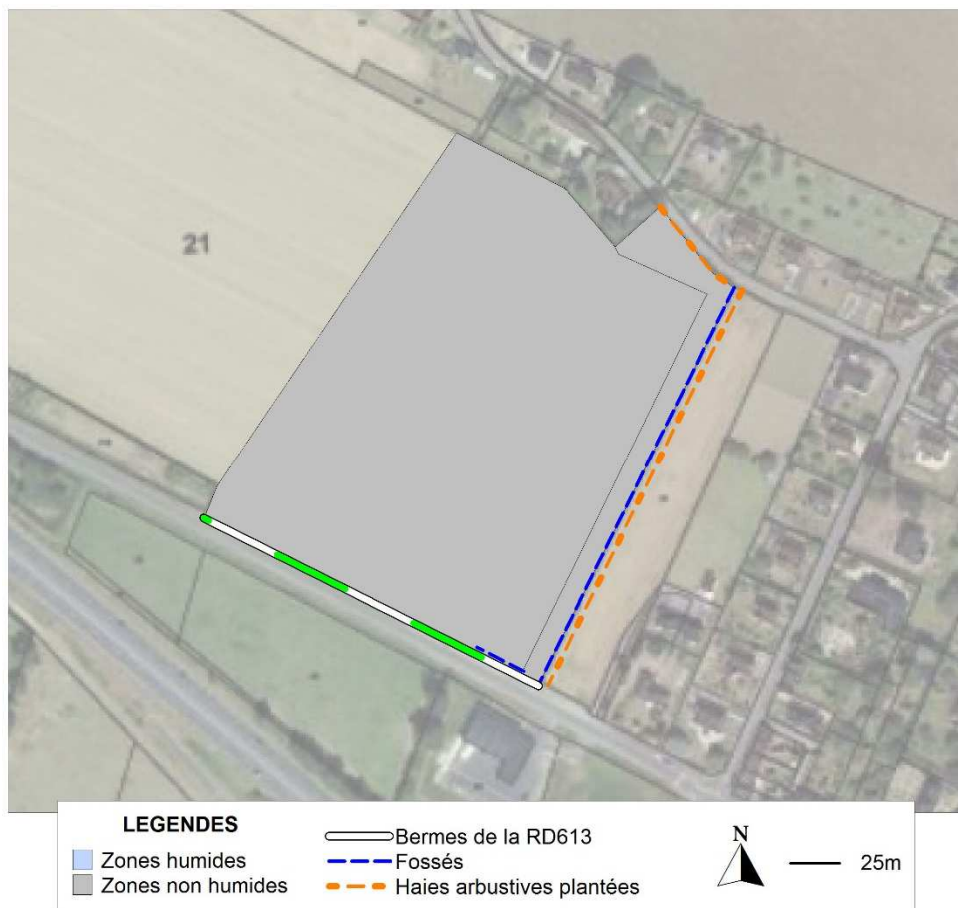 21
LEGENDES
Zones humides
Zones non humides
Bermes de la RD613
Fossés
Haies arbustives plantées
N
25m